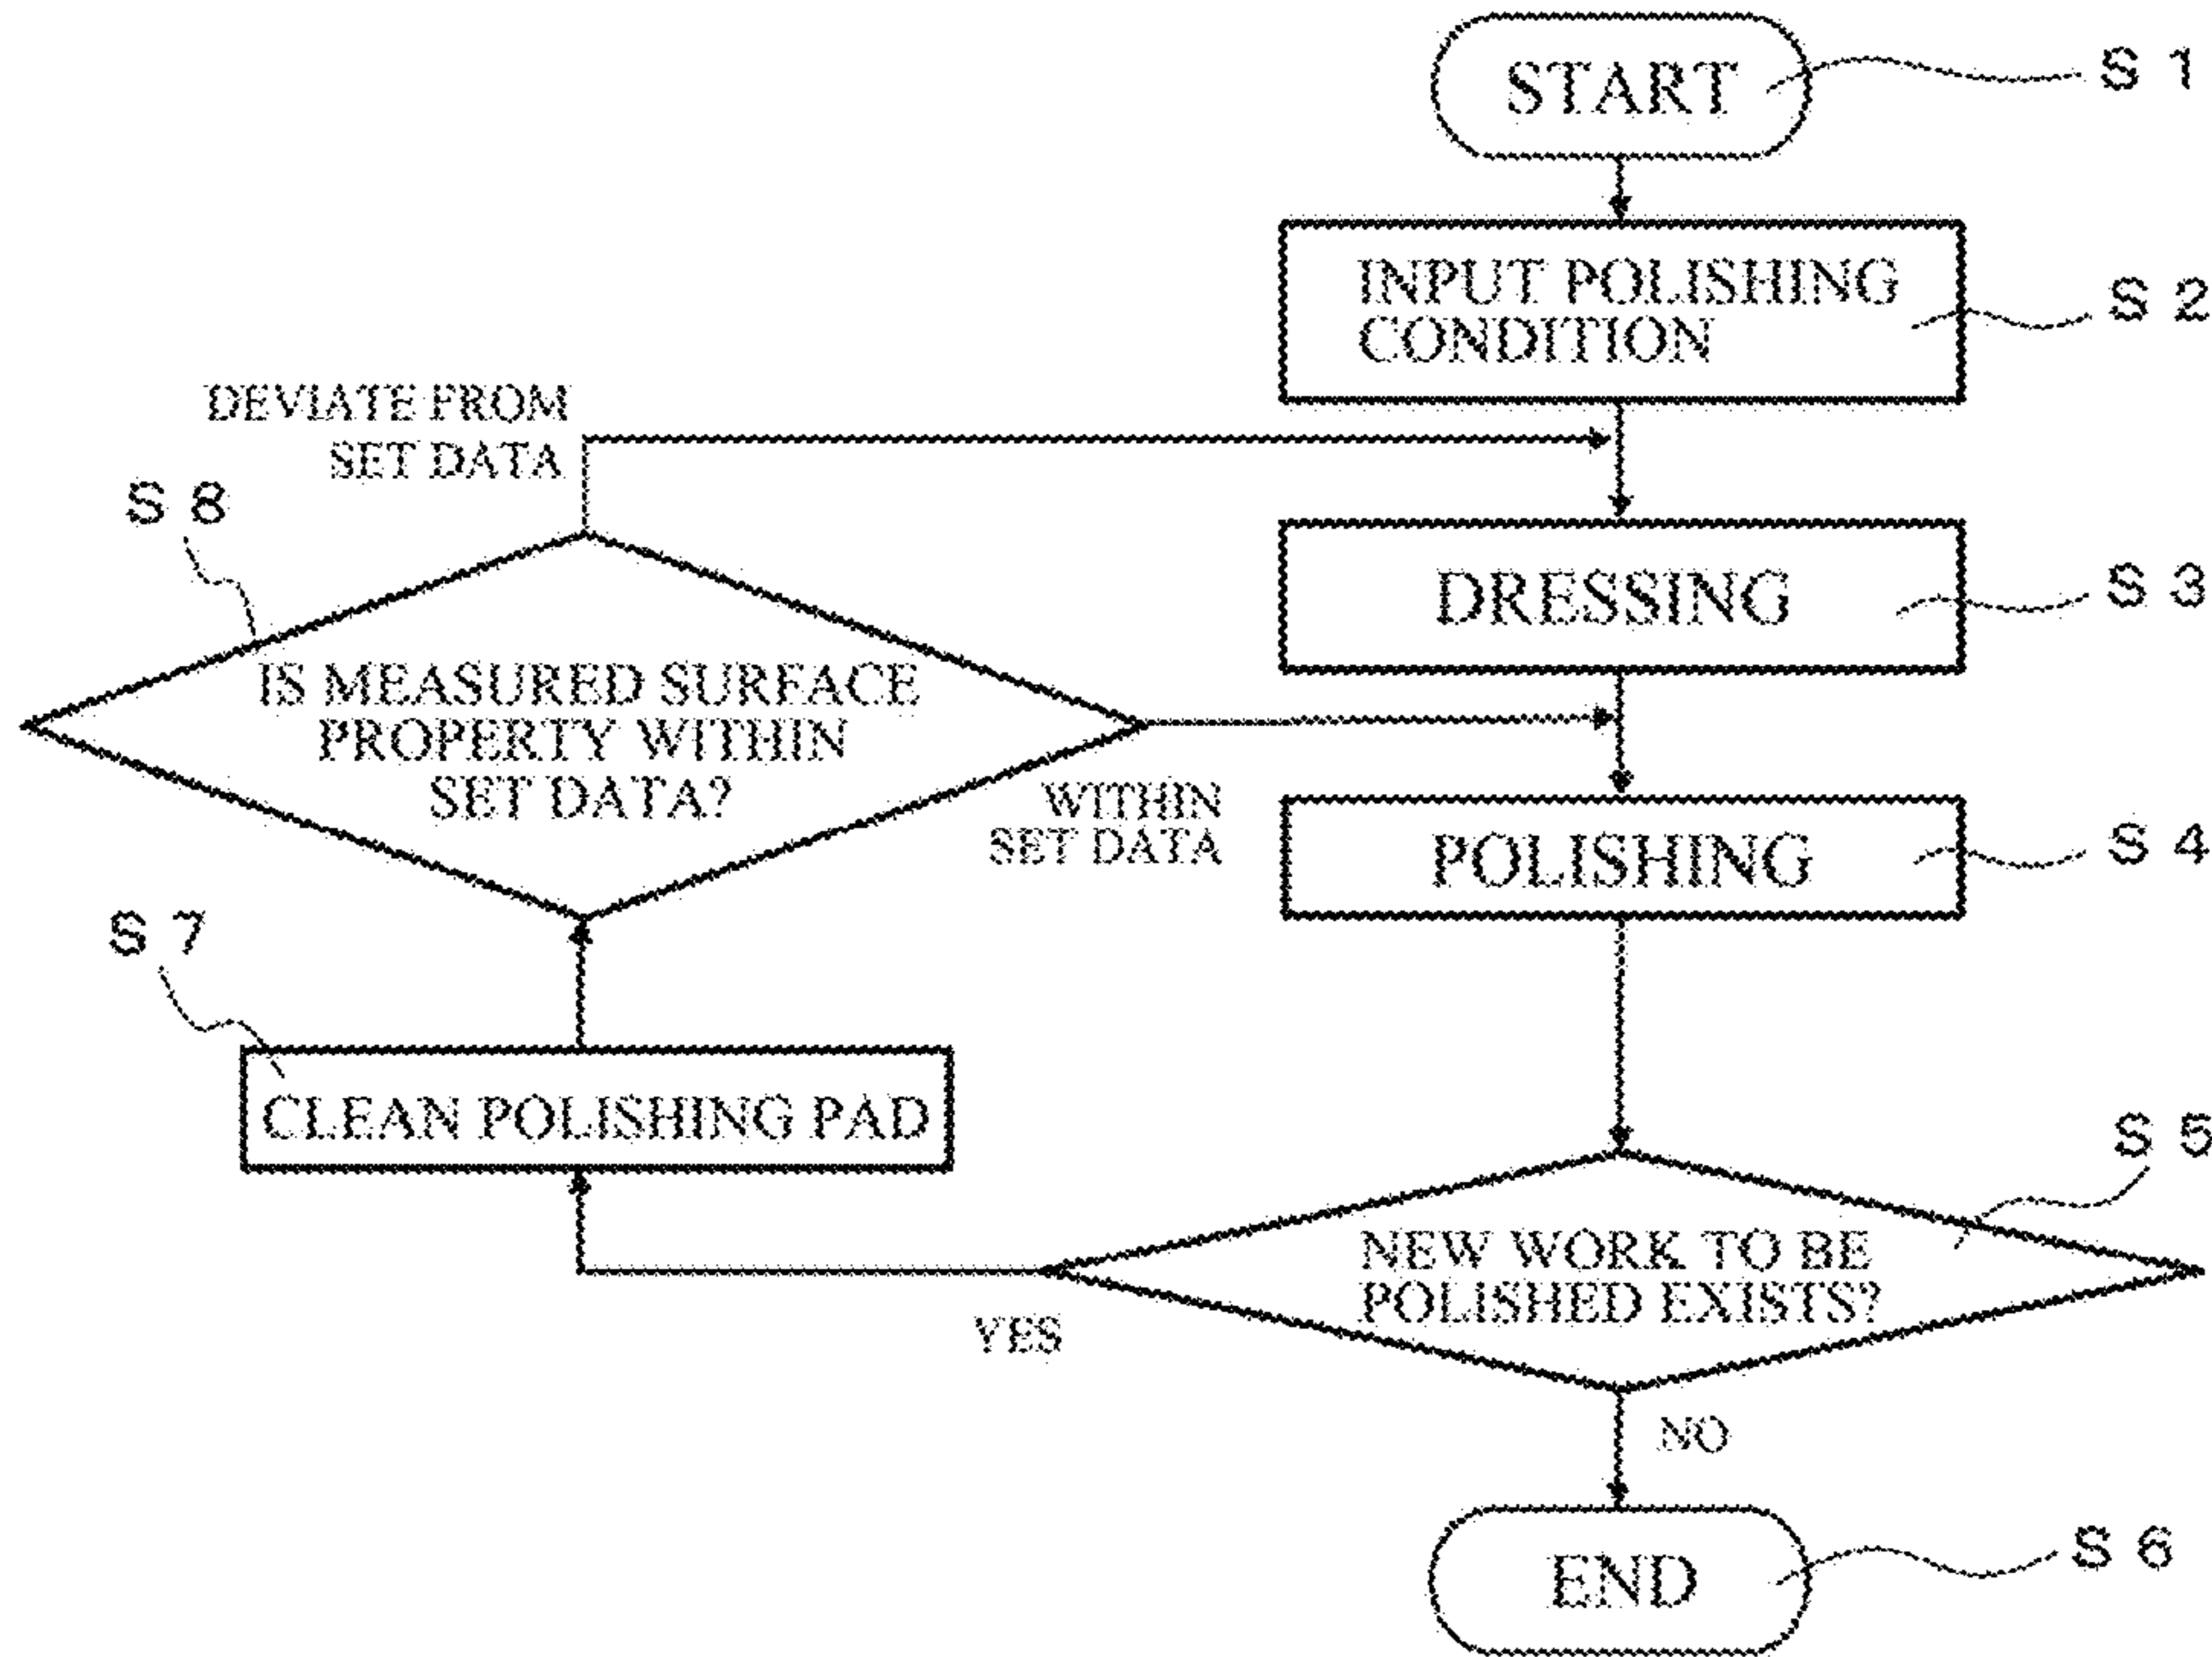 START
S 1
INPUT POLISHING
CONDITION
S 2
DEVIATE FROM
SET DATA
S 8
DRESSING
S 3
IS MEASURED SURFACE
PROPERTY WITHIN
SET DATA?
WITHIN
SET DATA
POLISHING
S 4
S 7
CLEAN POLISHING PAD
S 5
NEW WORK TO BE
POLISHED EXISTS?
YES
NO
END
S 6